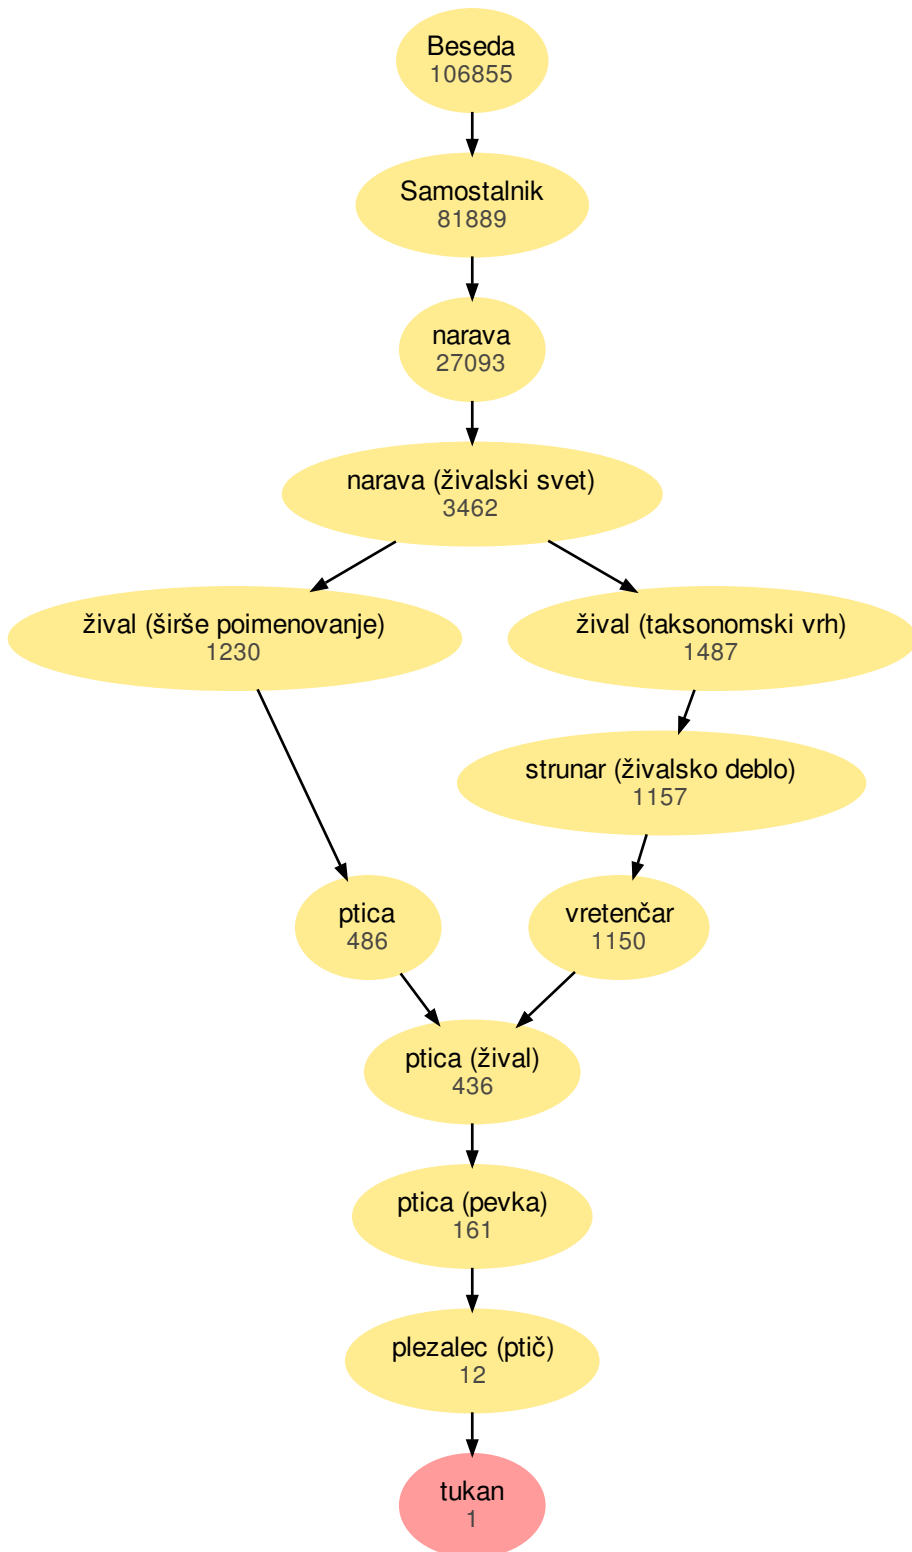 Beseda
106855
Samostalnik
81889
narava
27093
narava (živalski svet)
3462
žival (širše poimenovanje)
1230
žival (taksonomski vrh)
1487
strunar (živalsko deblo)
1157
ptica
486
vretenčar
1150
ptica (žival)
436
ptica (pevka)
161
plezalec (ptič)
12
tukan
1